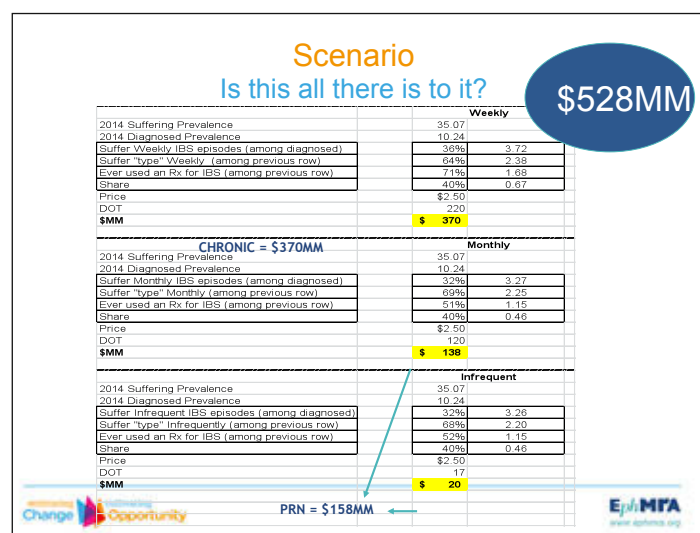 Scenario
Is this all there is to it?
$528MM
Weekly
2014 Suffering Prevalence 35.07
2014 Diagnosed Prevalence 10.24
Suffer Weekly IBS episodes (among diagnosed) 36% 3.72
Suffer "type" Weekly (among previous row) 64% 2.38
Ever used an Rx for IBS (among previous row) 71% 1.68
Share 40% 0.67
Price $2.50
DOT 220
$MM $ 370
CHRONIC = $370MM
Monthly
2014 Suffering Prevalence 35.07
2014 Diagnosed Prevalence 10.24
Suffer Monthly IBS episodes (among diagnosed) 32% 3.27
Suffer "type" Monthly (among previous row) 69% 2.25
Ever used an Rx for IBS (among previous row) 51% 1.15
Share 40% 0.46
Price $2.50
DOT 120
$MM $ 138
Infrequent
2014 Suffering Prevalence 35.07
2014 Diagnosed Prevalence 10.24
Suffer Infrequent IBS episodes (among diagnosed) 32% 3.26
Suffer "type" Infrequently (among previous row) 68% 2.20
Ever used an Rx for IBS (among previous row) 52% 1.15
Share 40% 0.46
Price $2.50
DOT 17
$MM $ 20
PRN = $158MM
Change Opportunity
EphMRA
www.ephmra.org